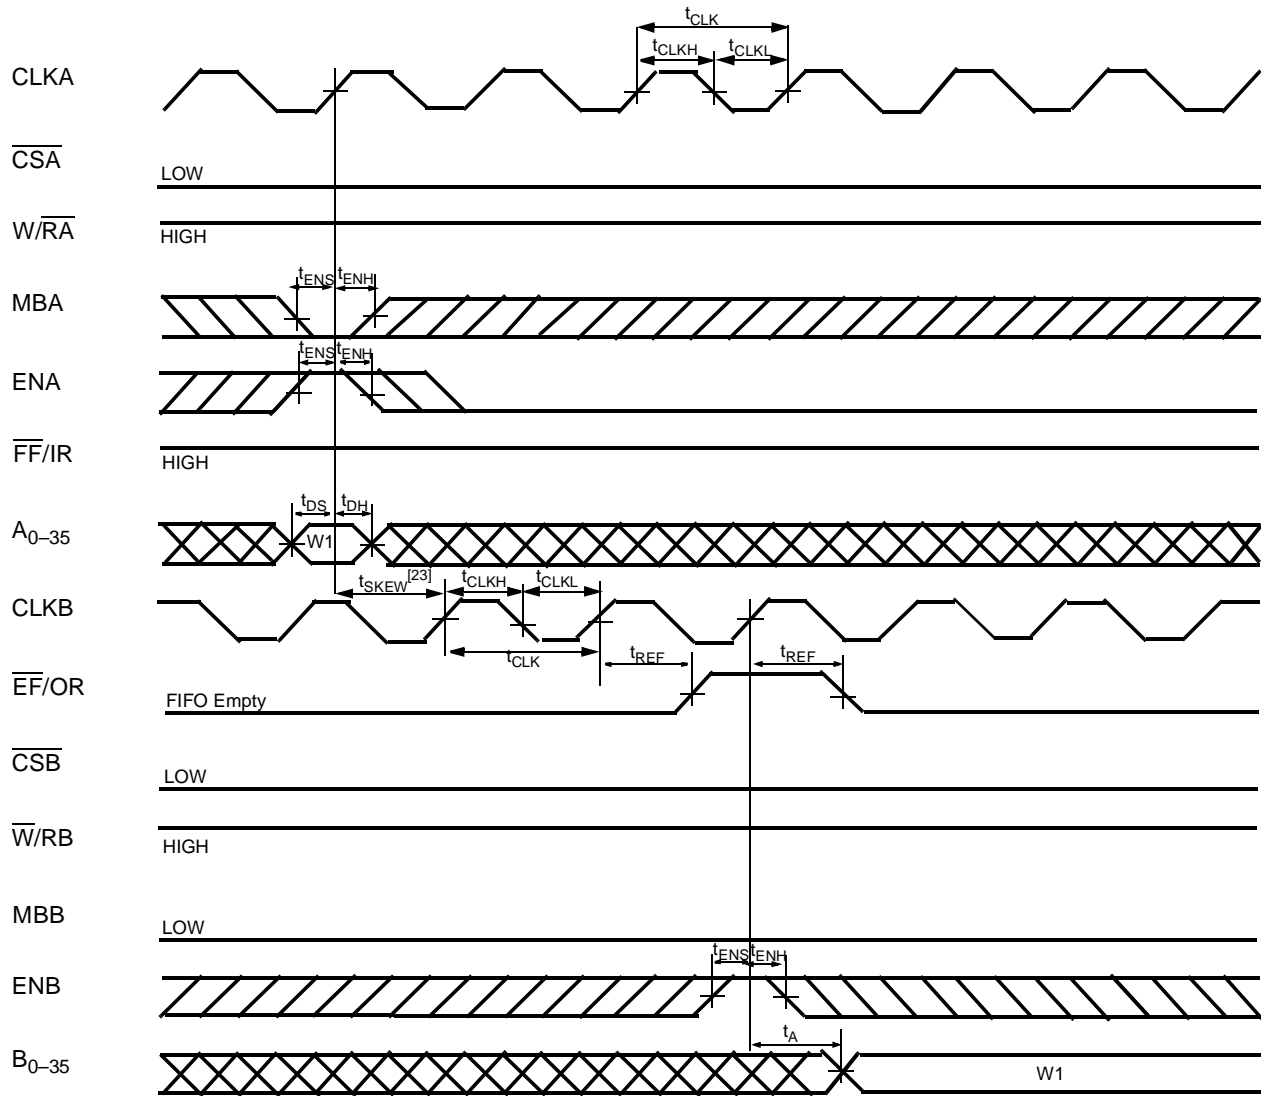 tCLK
tCLKH tCLKL
CLKA
CSA
LOW
W/RA
HIGH
tENS tENH
MBA
tENS tENH
ENA
FF/IR
HIGH
tDS tDH
A0–35
W1
tSKEW[23] tCLKH tCLKL
CLKB
tCLK tREF tREF
EF/OR
FIFO Empty
CSB
LOW
W/RB
HIGH
MBB
LOW
tENS tENH
ENB
tA
B0–35
W1